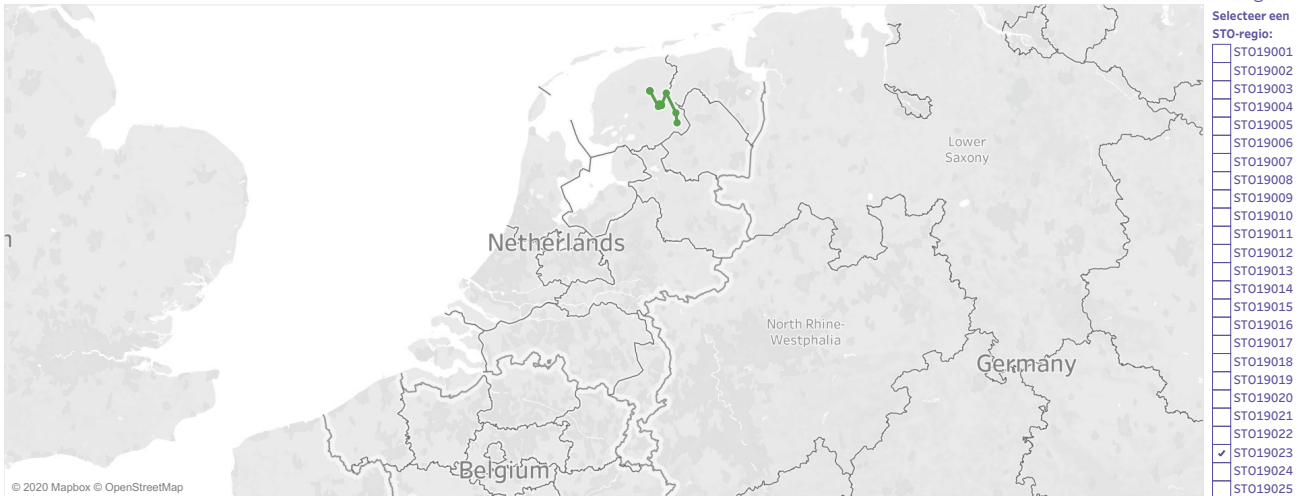 Selecteer een
STO-regio:
STO19001
STO19002
STO19003
STO19004
STO19005
STO19006
STO19007
STO19008
STO19009
STO19010
STO19011
STO19012
STO19013
STO19014
STO19015
STO19016
STO19017
STO19018
STO19019
STO19020
STO19021
STO19022
STO19023
STO19024
STO19025
Lower
Saxony
Netherlands
North Rhine-
Westphalia
Germany
Belgium
© 2020 Mapbox © OpenStreetMap